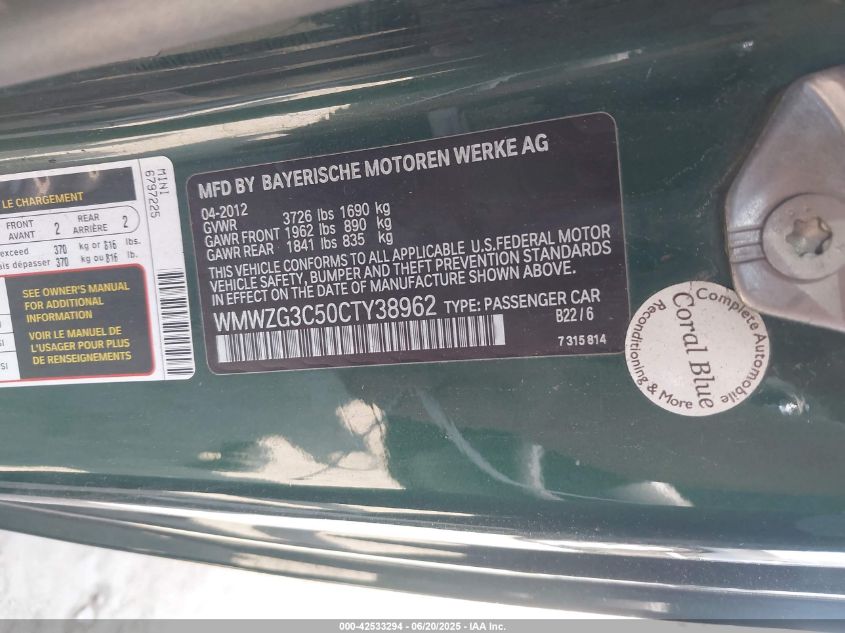 LE CHARGEMENT
FRONT
AVANT
2
REAR
ARRIÈRE
2
exceed 370 kg or 816 lbs.
ais dépasser 370 kg ou 816 lb.
SEE OWNER'S MANUAL
FOR ADDITIONAL
INFORMATION
VOIR LE MANUEL DE
L'USAGER POUR PLUS
DE RENSEIGNEMENTS
SI
MINI
6797225
MFD BY BAYERISCHE MOTOREN WERKE AG
04-2012
GVWR 3726 lbs 1690 kg
GAWR FRONT 1962 lbs 890 kg
GAWR REAR 1841 lbs 835 kg
THIS VEHICLE CONFORMS TO ALL APPLICABLE U.S.FEDERAL MOTOR
VEHICLE SAFETY, BUMPER AND THEFT PREVENTION STANDARDS
IN EFFECT ON THE DATE OF MANUFACTURE SHOWN ABOVE.
WMWZG3C50CTY38962 TYPE: PASSENGER CAR
B22/6
7 315 814
Complete Automobile
Coral Blue
Reconditioning & More
000-42533294 - 06/20/2025 - IAA Inc.